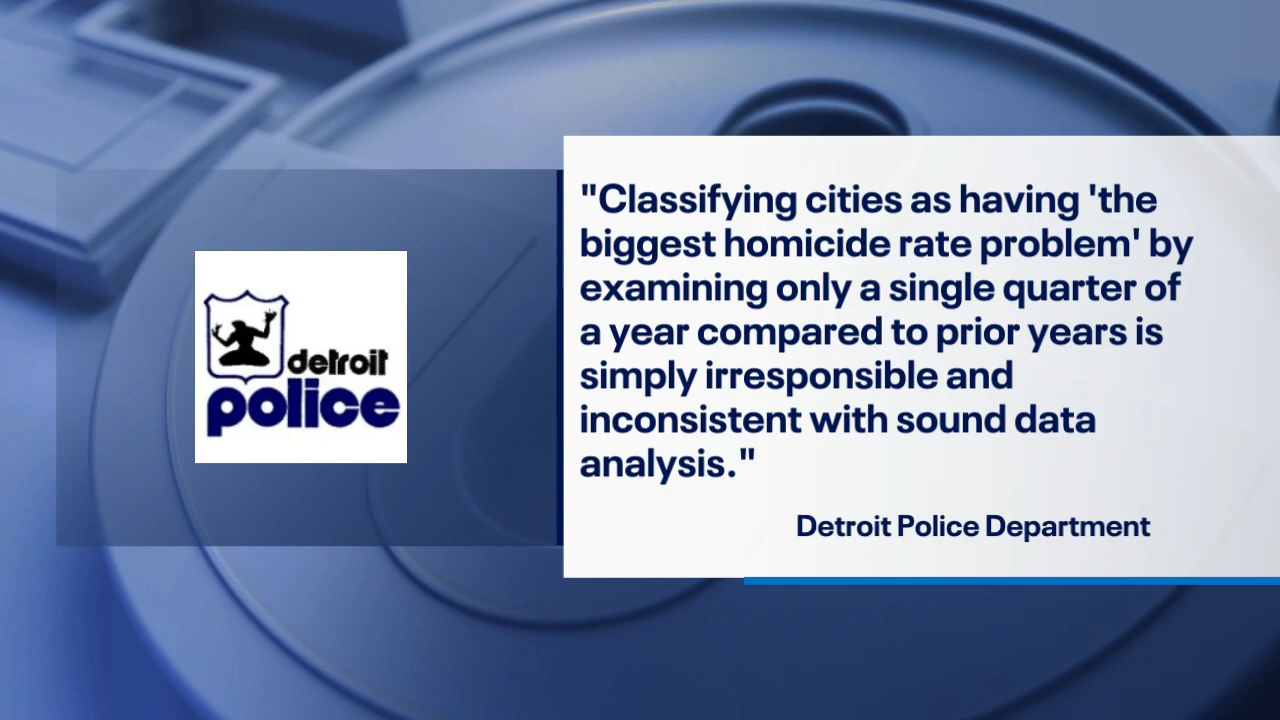 "Classifying cities as having 'the
biggest homicide rate problem' by
examining only a single quarter of
a year compared to prior years is
simply irresponsible and
inconsistent with sound data
analysis."
Detroit Police Department
detroit
police